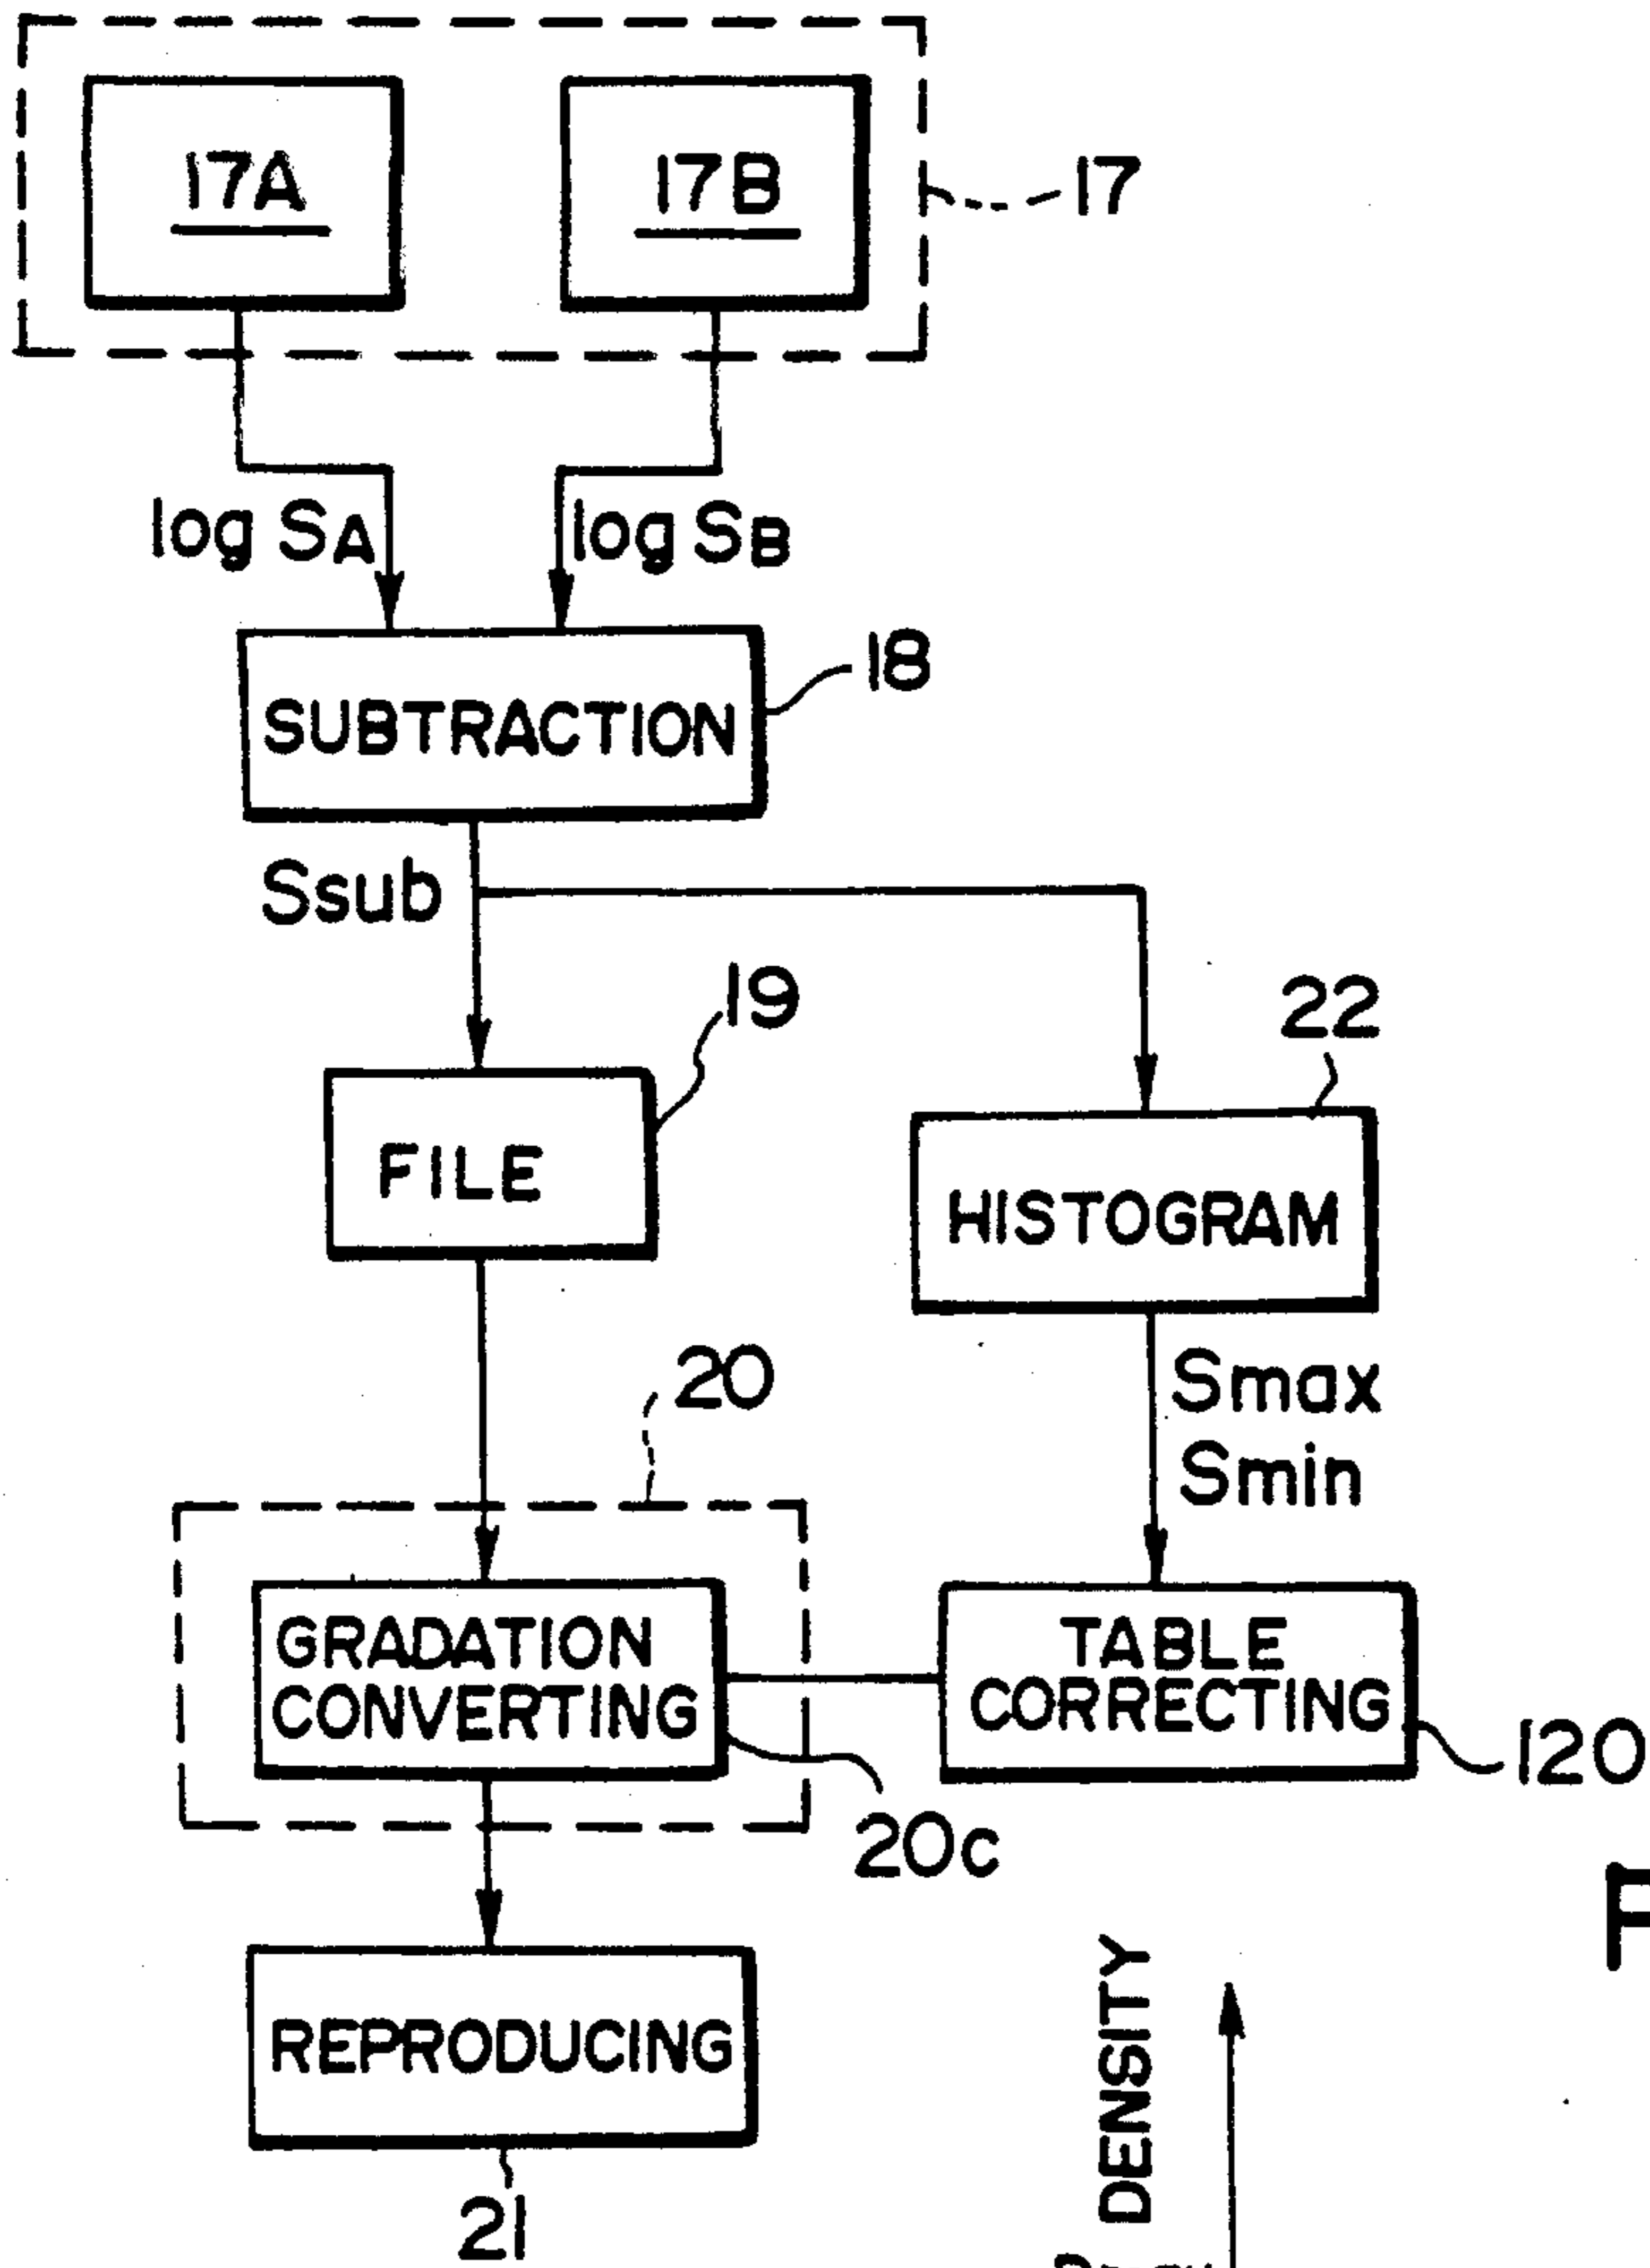 17A
17B
17
log SA
log SB
SUBTRACTION
18
Ssub
19
22
FILE
HISTOGRAM
20
Smax
Smin
GRADATION
CONVERTING
TABLE
CORRECTING
120
20c
REPRODUCING
21
DENSITY